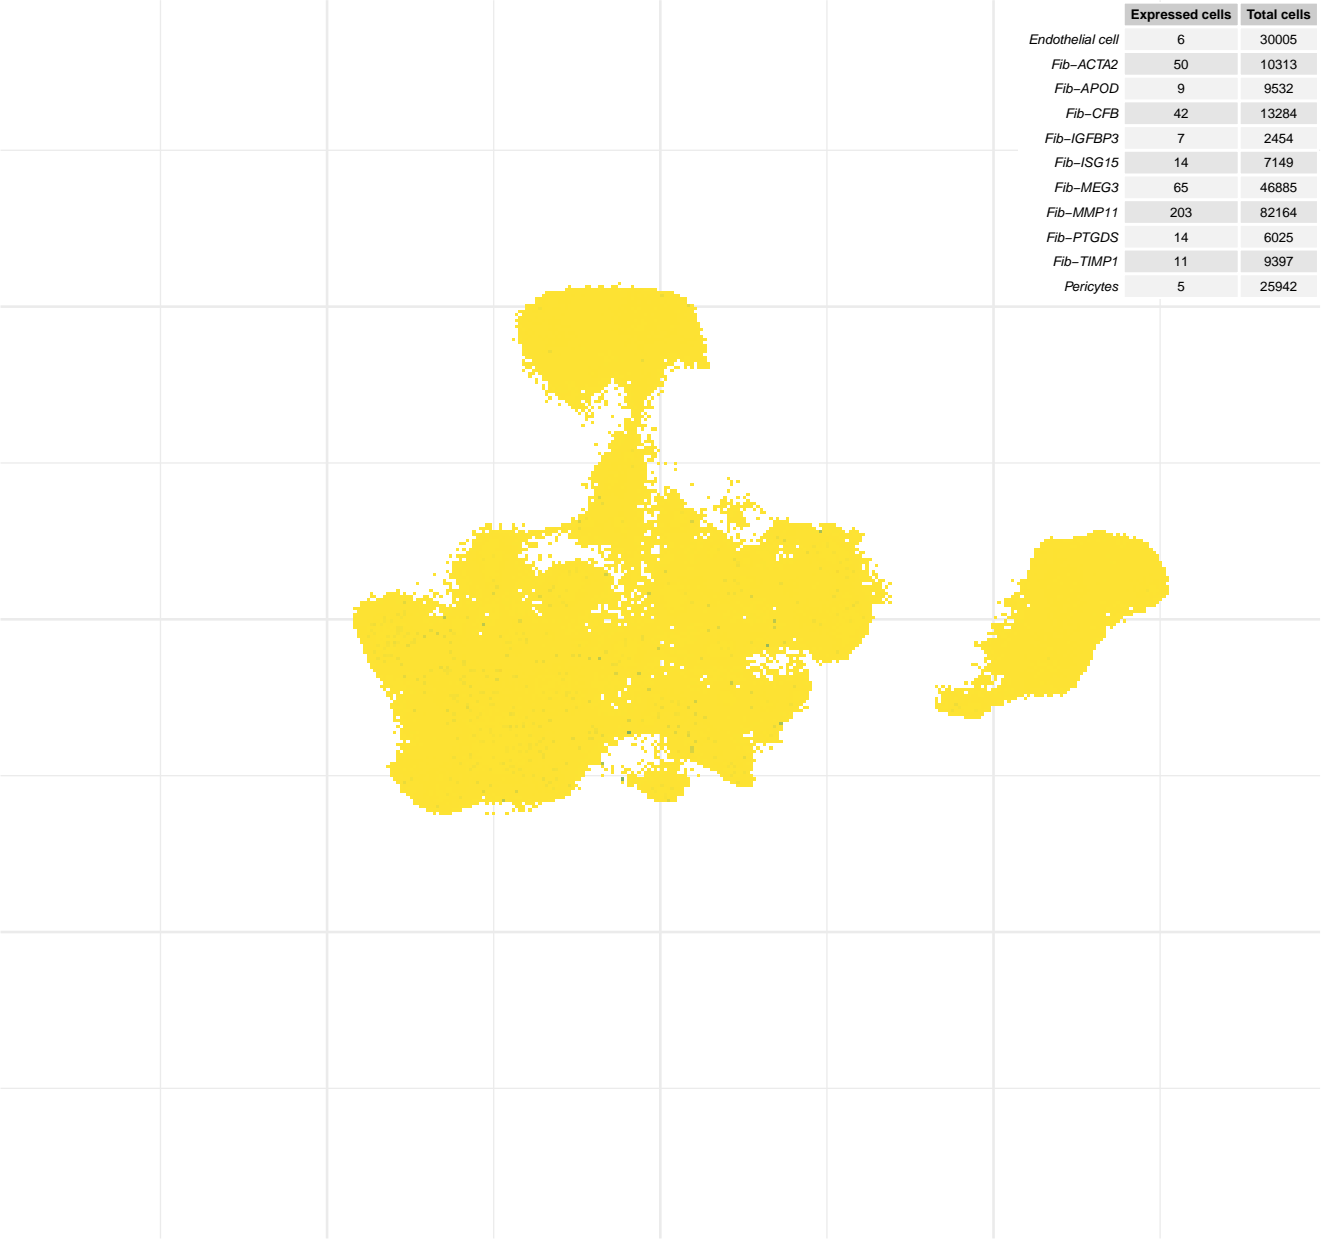 Expressed cells Total cells
Endothelial cell 6 30005
Fib−ACTA2 50 10313
Fib−APOD 9 9532
Fib−CFB 42 13284
Fib−IGFBP3 7 2454
Fib−ISG15 14 7149
Fib−MEG3 65 46885
Fib−MMP11 203 82164
Fib−PTGDS 14 6025
Fib−TIMP1 11 9397
Pericytes 5 25942